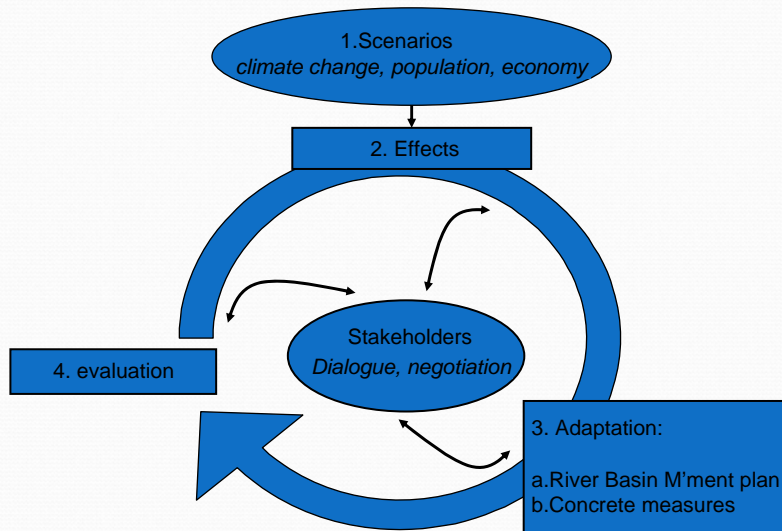 1.Scenarios
climate change, population, economy
2. Effects
Stakeholders
Dialogue, negotiation
4. evaluation
3. Adaptation:
a.River Basin M’ment plan
b.Concrete measures